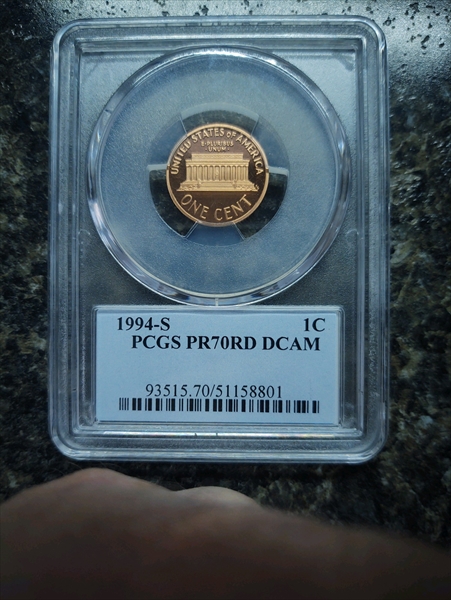 UNITED STATES OF AMERICA
E·PLURIBUS
·UNUM·
ONE CENT
1994-S 1C
PCGS PR70RD DCAM
93515.70/51158801